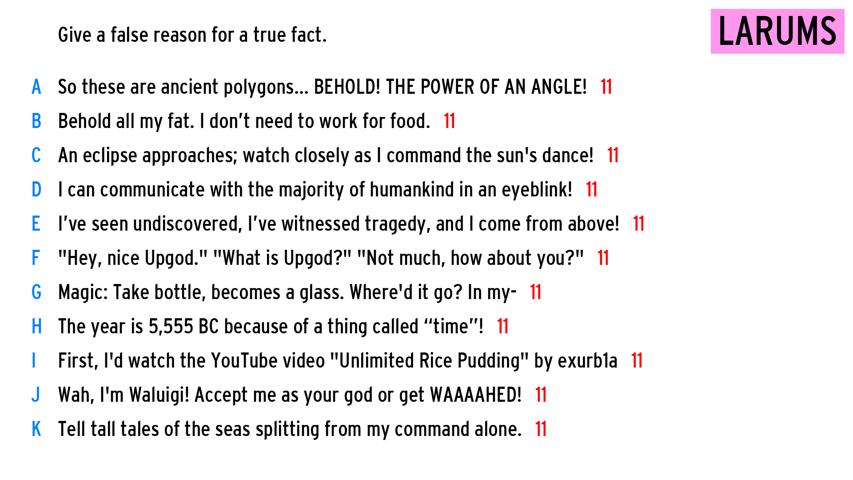 Give a false reason for a true fact.
LARUMS
A So these are ancient polygons... BEHOLD! THE POWER OF AN ANGLE! 11
B Behold all my fat. I don’t need to work for food. 11
C An eclipse approaches; watch closely as I command the sun's dance! 11
D I can communicate with the majority of humankind in an eyeblink! 11
E I’ve seen undiscovered, I’ve witnessed tragedy, and I come from above! 11
F "Hey, nice Upgod." "What is Upgod?" "Not much, how about you?" 11
G Magic: Take bottle, becomes a glass. Where'd it go? In my- 11
H The year is 5,555 BC because of a thing called “time”! 11
I First, I'd watch the YouTube video "Unlimited Rice Pudding" by exurb1a 11
J Wah, I'm Waluigi! Accept me as your god or get WAAAAHED! 11
K Tell tall tales of the seas splitting from my command alone. 11